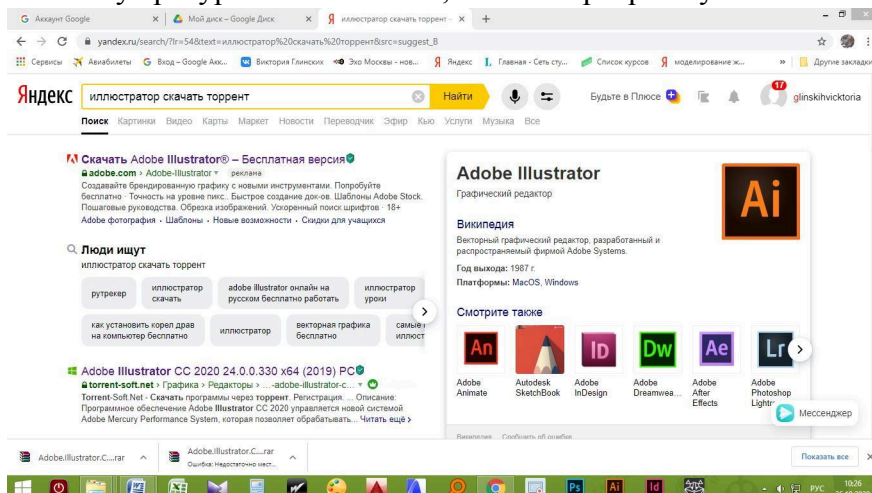 Аккаунт Google
Мой диск – Google Диск
иллюстратор скачать торрент –
yandex.ru/search/?lr=54&text=иллюстратор%20скачать%20торрент&src=suggest_B
Сервисы Авиабилеты Вход – Google Акк... Виктория Глинских Эхо Москвы - нов... Яндекс Главная - Сеть сту... Список курсов моделирование ж... » Другие закладки
Яндекс
иллюстратор скачать торрент
Найти
Будьте в Плюсе
17
glinskihvicktoria
Поиск Картинки Видео Карты Маркет Новости Переводчик Эфир Кью Услуги Музыка Все
Скачать Adobe Illustrator® – Бесплатная версия
adobe.com › Adobe-Illustrator реклама
Создавайте брендированную графику с новыми инструментами. Попробуйте
бесплатно · Точность на уровне пикс.. Быстрое создание док-ов. Шаблоны Adobe Stock.
Пошаговые руководства. Обрезка изображений. Ускоренный поиск шрифтов · 18+
Adobe фотография · Шаблоны · Новые возможности · Скидки для учащихся
Люди ищут
иллюстратор скачать торрент
рутрекер
иллюстратор
скачать
adobe illustrator онлайн на
русском бесплатно работать
иллюстратор
уроки
как установить корел драв
на компьютер бесплатно
иллюстратор
векторная графика
бесплатно
самые
иллюст
Adobe Illustrator CC 2020 24.0.0.330 x64 (2019) PC
torrent-soft.net › Графика › Редакторы › ...-adobe-illustrator-c...
Torrent-Soft.Net - Скачать программы через торрент. Регистрация. ... Описание:
Программное обеспечение Adobe Illustrator CC 2020 управляется новой системой
Adobe Mercury Performance System, которая позволяет обрабатывать... Читать ещё ›
Adobe Illustrator
Графический редактор
Ai
Википедия
Векторный графический редактор, разработанный и
распространяемый фирмой Adobe Systems.
Год выхода: 1987 г.
Платформы: MacOS, Windows
Смотрите также
An
ID
Dw
Ae
Lr
Adobe
Animate
Autodesk
SketchBook
Adobe
InDesign
Adobe
Dreamwea...
Adobe
After
Effects
Adobe
Photoshop
Lightr
Мессенджер
Википедия Сообщить об ошибке
Adobe.Illustrator.C....rar
Adobe.Illustrator.C....rar
Ошибка: Недостаточно мест...
Показать все
Ps
Ai
Id
РУС
10:26